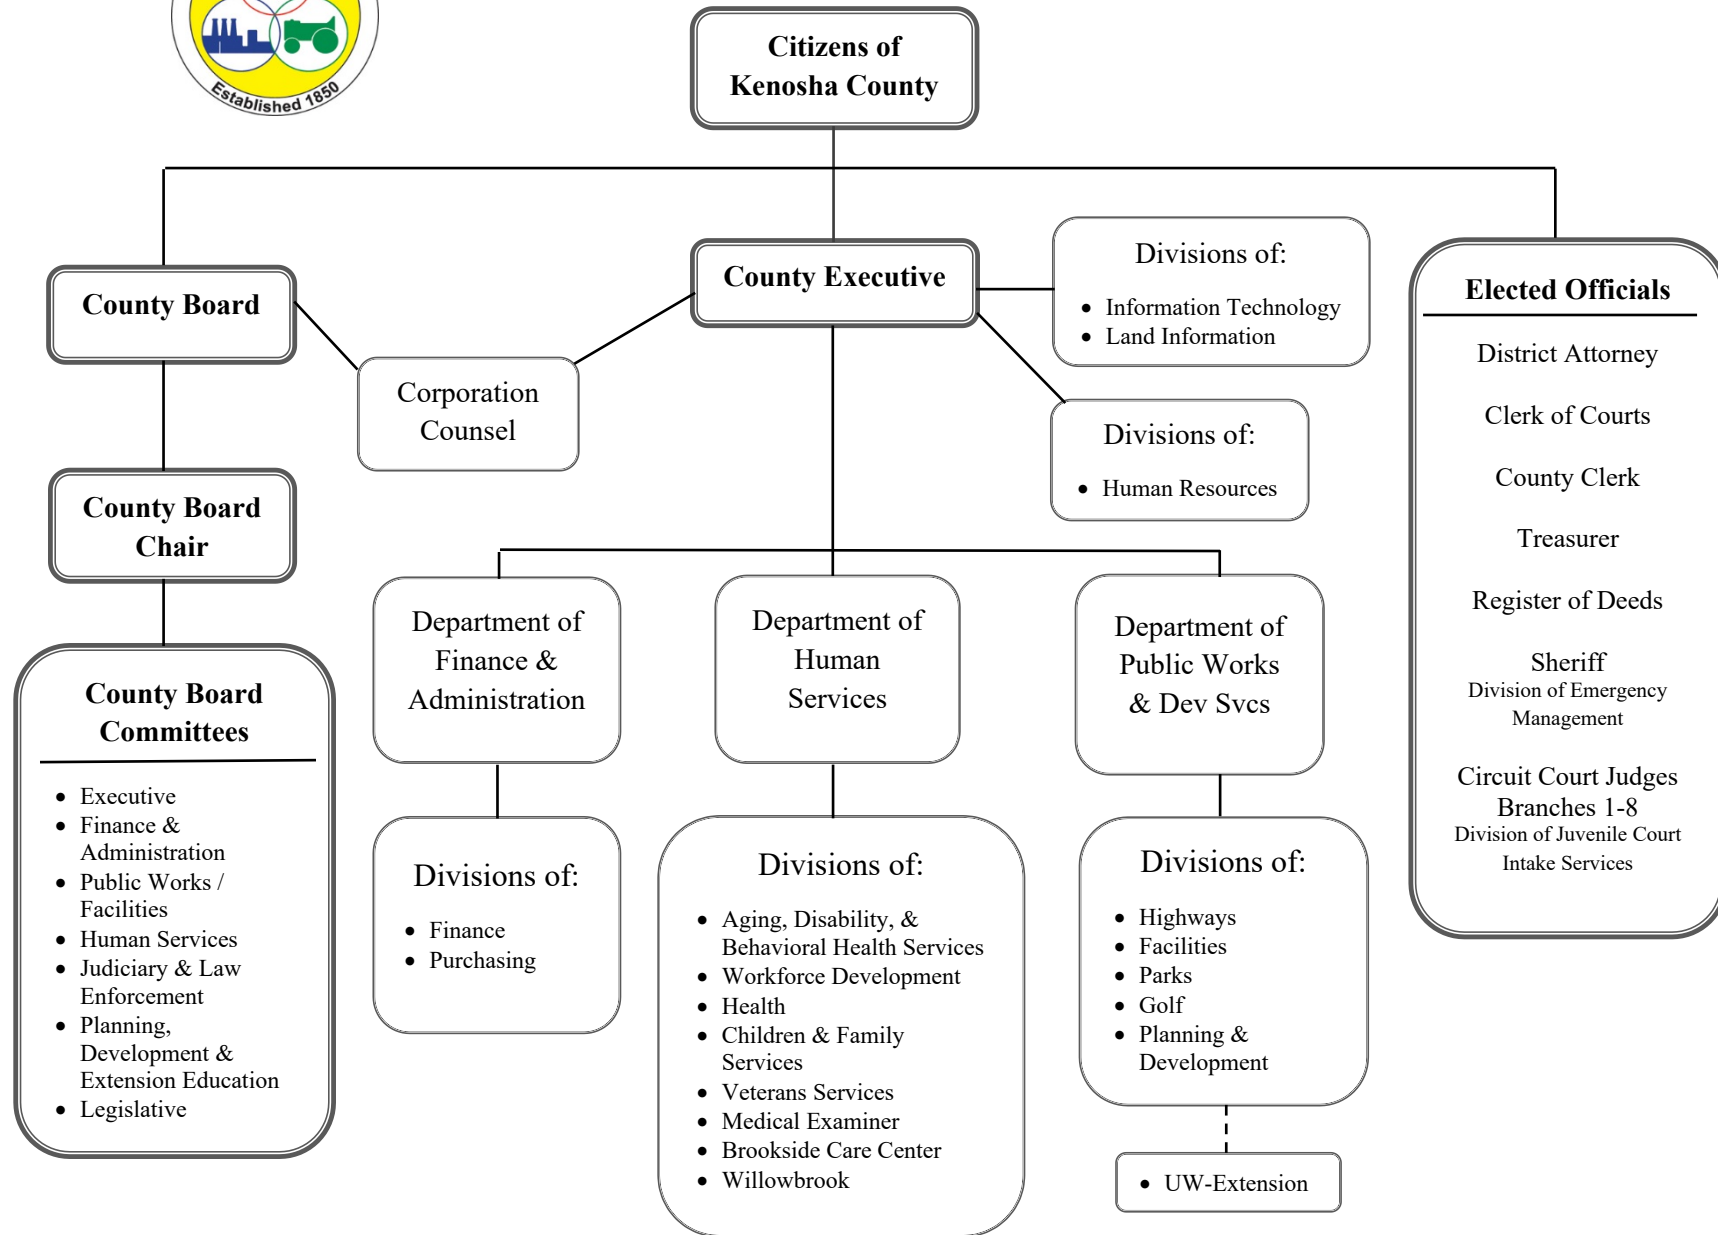 Established 1850
Citizens of
Kenosha County
County Board
County Executive
Divisions of:
• Information Technology
• Land Information
Corporation
Counsel
Divisions of:
• Human Resources
County Board
Chair
County Board
Committees
• Executive
• Finance &
Administration
• Public Works /
Facilities
• Human Services
• Judiciary & Law
Enforcement
• Planning,
Development &
Extension Education
• Legislative
Department of
Finance &
Administration
Divisions of:
• Finance
• Purchasing
Department of
Human
Services
Divisions of:
• Aging, Disability, &
Behavioral Health Services
• Workforce Development
• Health
• Children & Family
Services
• Veterans Services
• Medical Examiner
• Brookside Care Center
• Willowbrook
Department of
Public Works
& Dev Svcs
Divisions of:
• Highways
• Facilities
• Parks
• Golf
• Planning &
Development
• UW-Extension
Elected Officials
District Attorney
Clerk of Courts
County Clerk
Treasurer
Register of Deeds
Sheriff
Division of Emergency
Management
Circuit Court Judges
Branches 1-8
Division of Juvenile Court
Intake Services